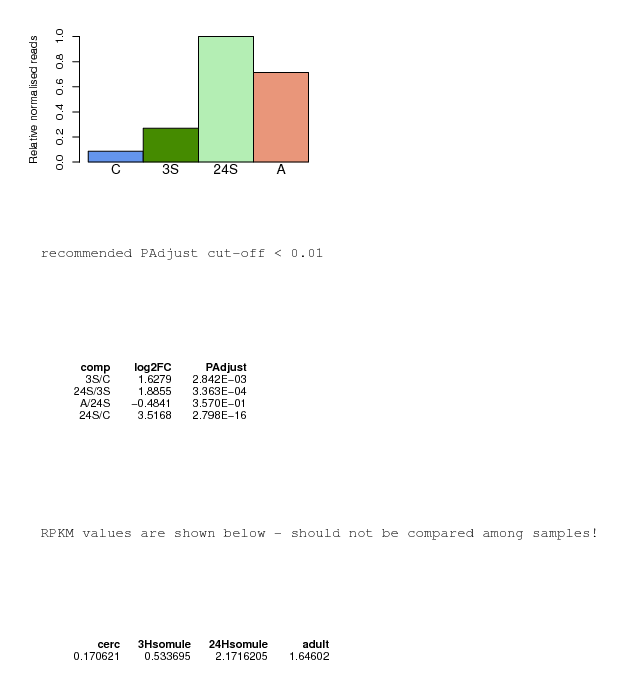 Relative normalised reads
1.0
0.8
0.6
0.4
0.2
0.0
C 3S 24S A
recommended PAdjust cut-off < 0.01
comp log2FC PAdjust
3S/C 1.6279 2.842E−03
24S/3S 1.8855 3.363E−04
A/24S −0.4841 3.570E−01
24S/C 3.5168 2.798E−16
RPKM values are shown below - should not be compared among samples!
cerc 3Hsomule 24Hsomule adult
0.170621 0.533695 2.1716205 1.64602